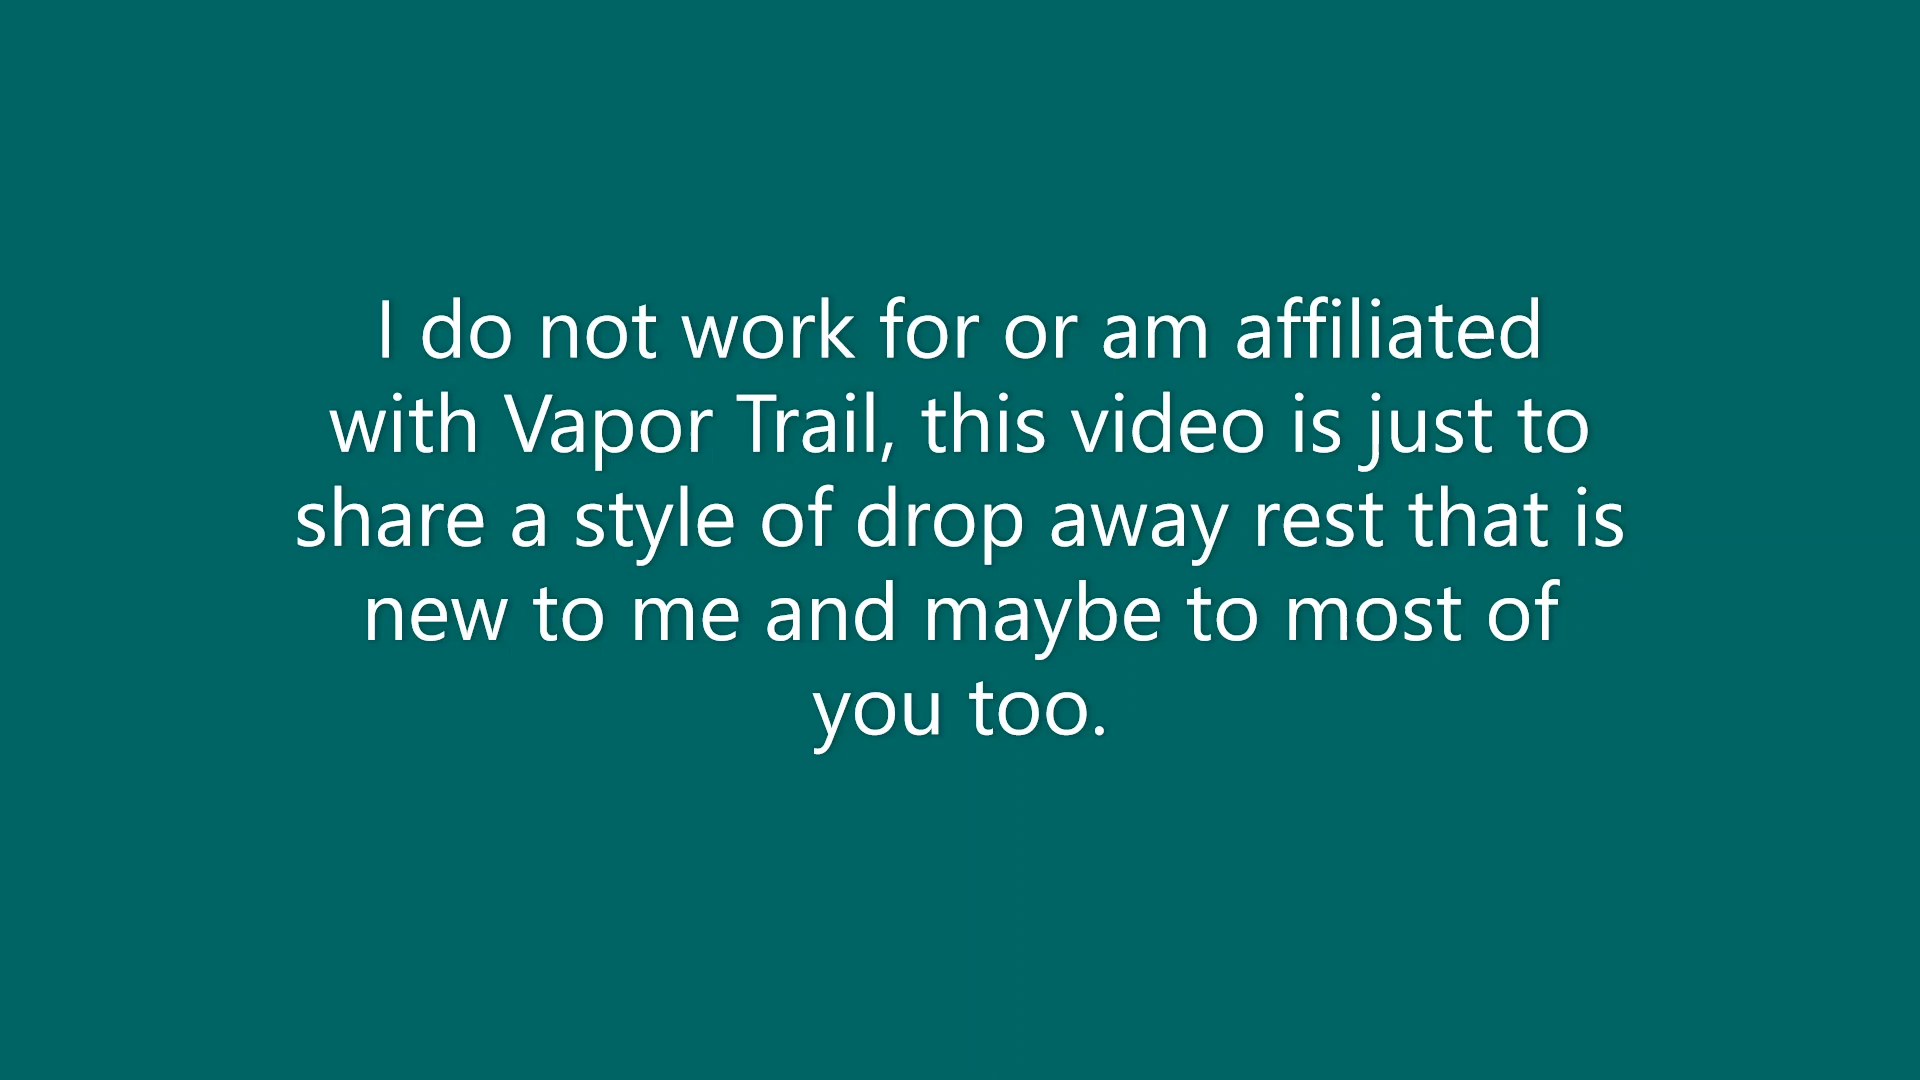 I do not work for or am affiliated
with Vapor Trail, this video is just to
share a style of drop away rest that is
new to me and maybe to most of
you too.